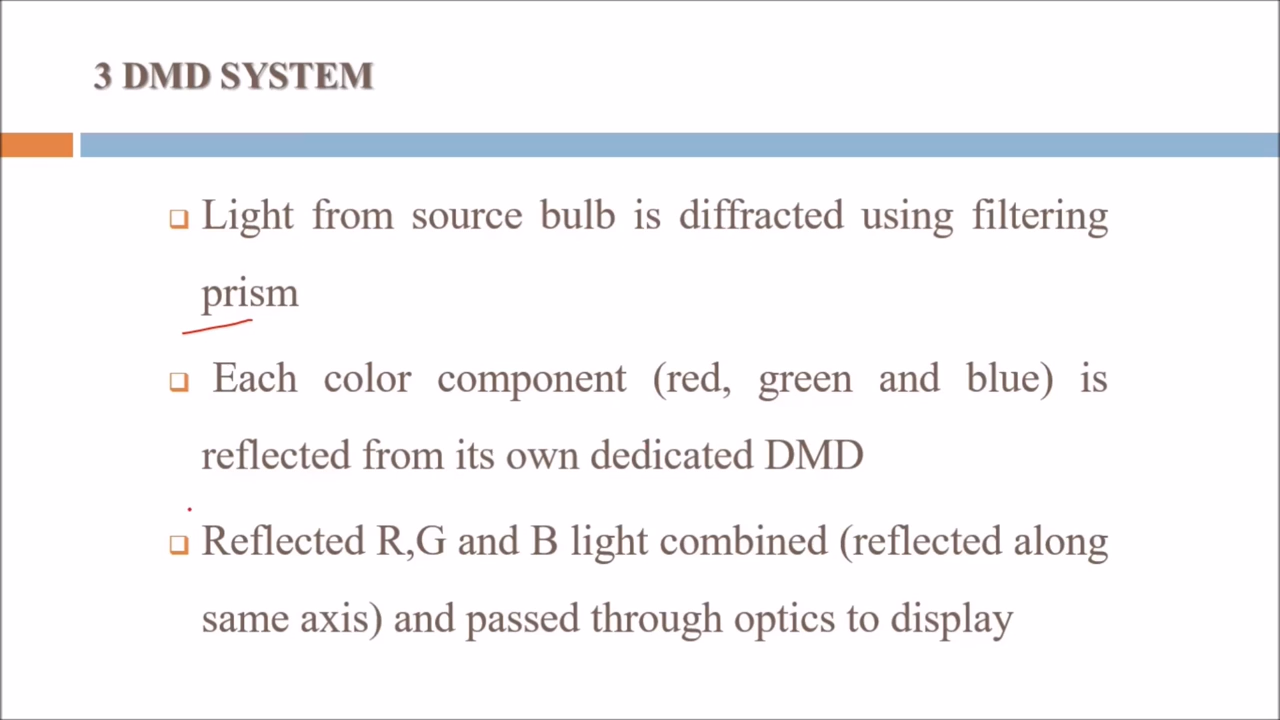 3 DMD SYSTEM
Light from source bulb is diffracted using filtering
prism
Each color component (red, green and blue) is
reflected from its own dedicated DMD
Reflected R,G and B light combined (reflected along
same axis) and passed through optics to display